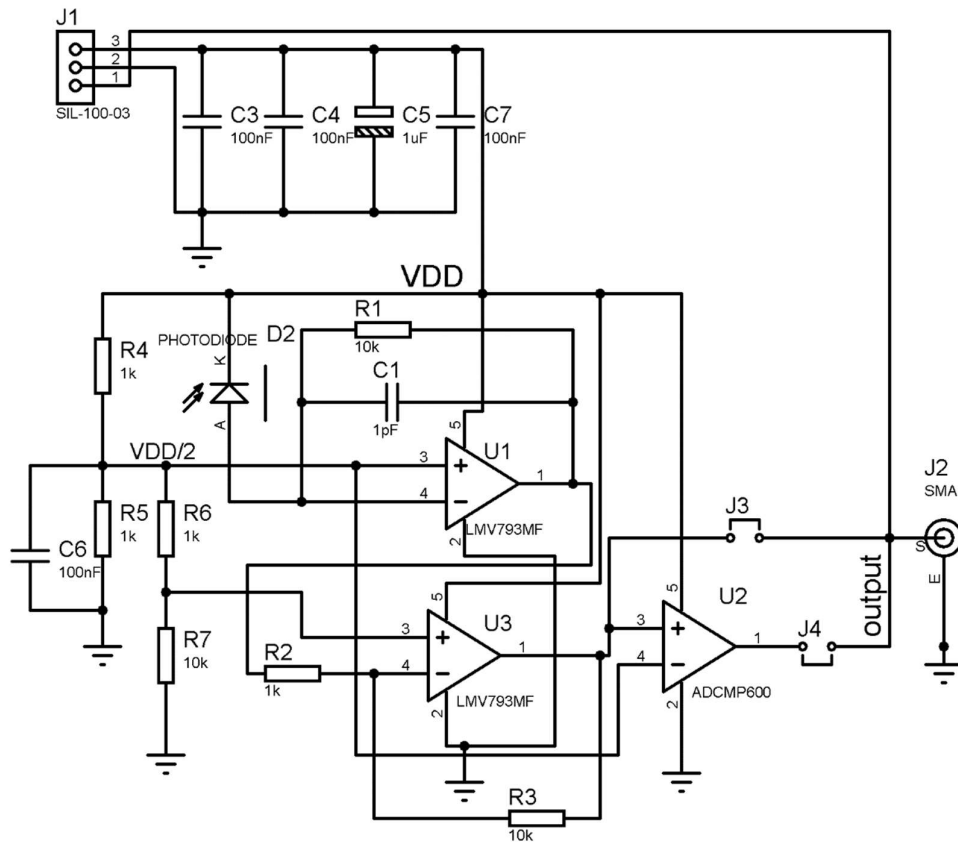 J1
3
2
1
SIL-100-03
C3
100nF
C4
100nF
C5
1uF
C7
100nF
VDD
R4
1k
PHOTODIODE
D2
K
A
R1
10k
C1
1pF
VDD/2
3
4
5
2
1
U1
LMV793MF
C6
100nF
R5
1k
R6
1k
R7
10k
R2
1k
3
4
5
2
1
U3
LMV793MF
R3
10k
J3
3
4
5
2
1
U2
ADCMP600
J4
output
J2
SMA
S
E